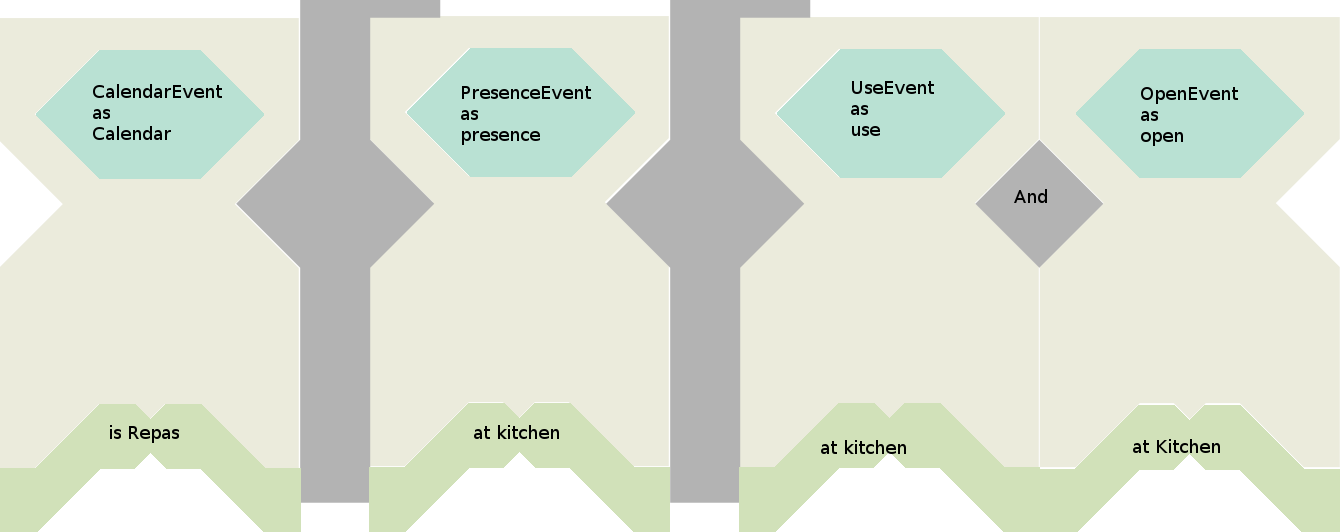 CalendarEvent
as
Calendar
PresenceEvent
as
presence
UseEvent
as
use
OpenEvent
as
open
And
is Repas
at kitchen
at kitchen
at Kitchen